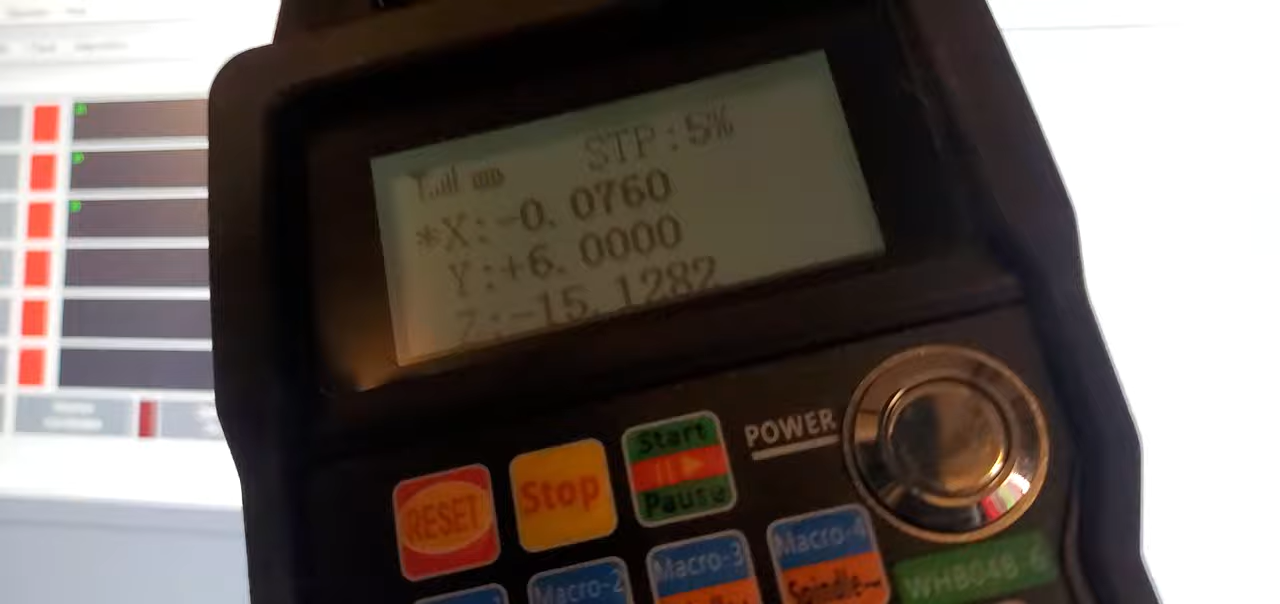 STP:5%
*X:-0.0760
Y:+6.0000
Z:-15.1282
POWER
RESET
Stop
Start
Pause
Macro-2
Macro-3
Macro-4
Spindle
WHB04B-6